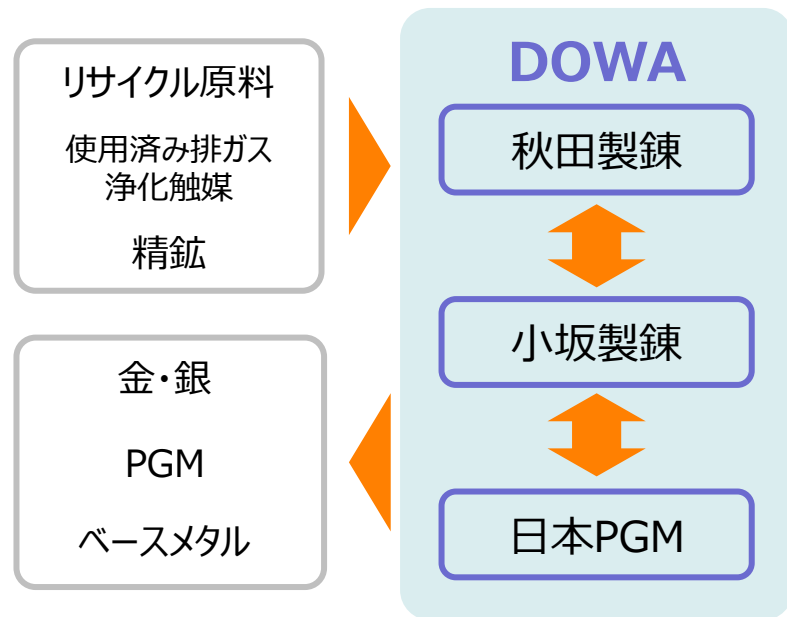 リサイクル原料
使用済み排ガス
浄化触媒
精鉱
金・銀
PGM
ベースメタル
DOWA
秋田製錬
小坂製錬
日本PGM